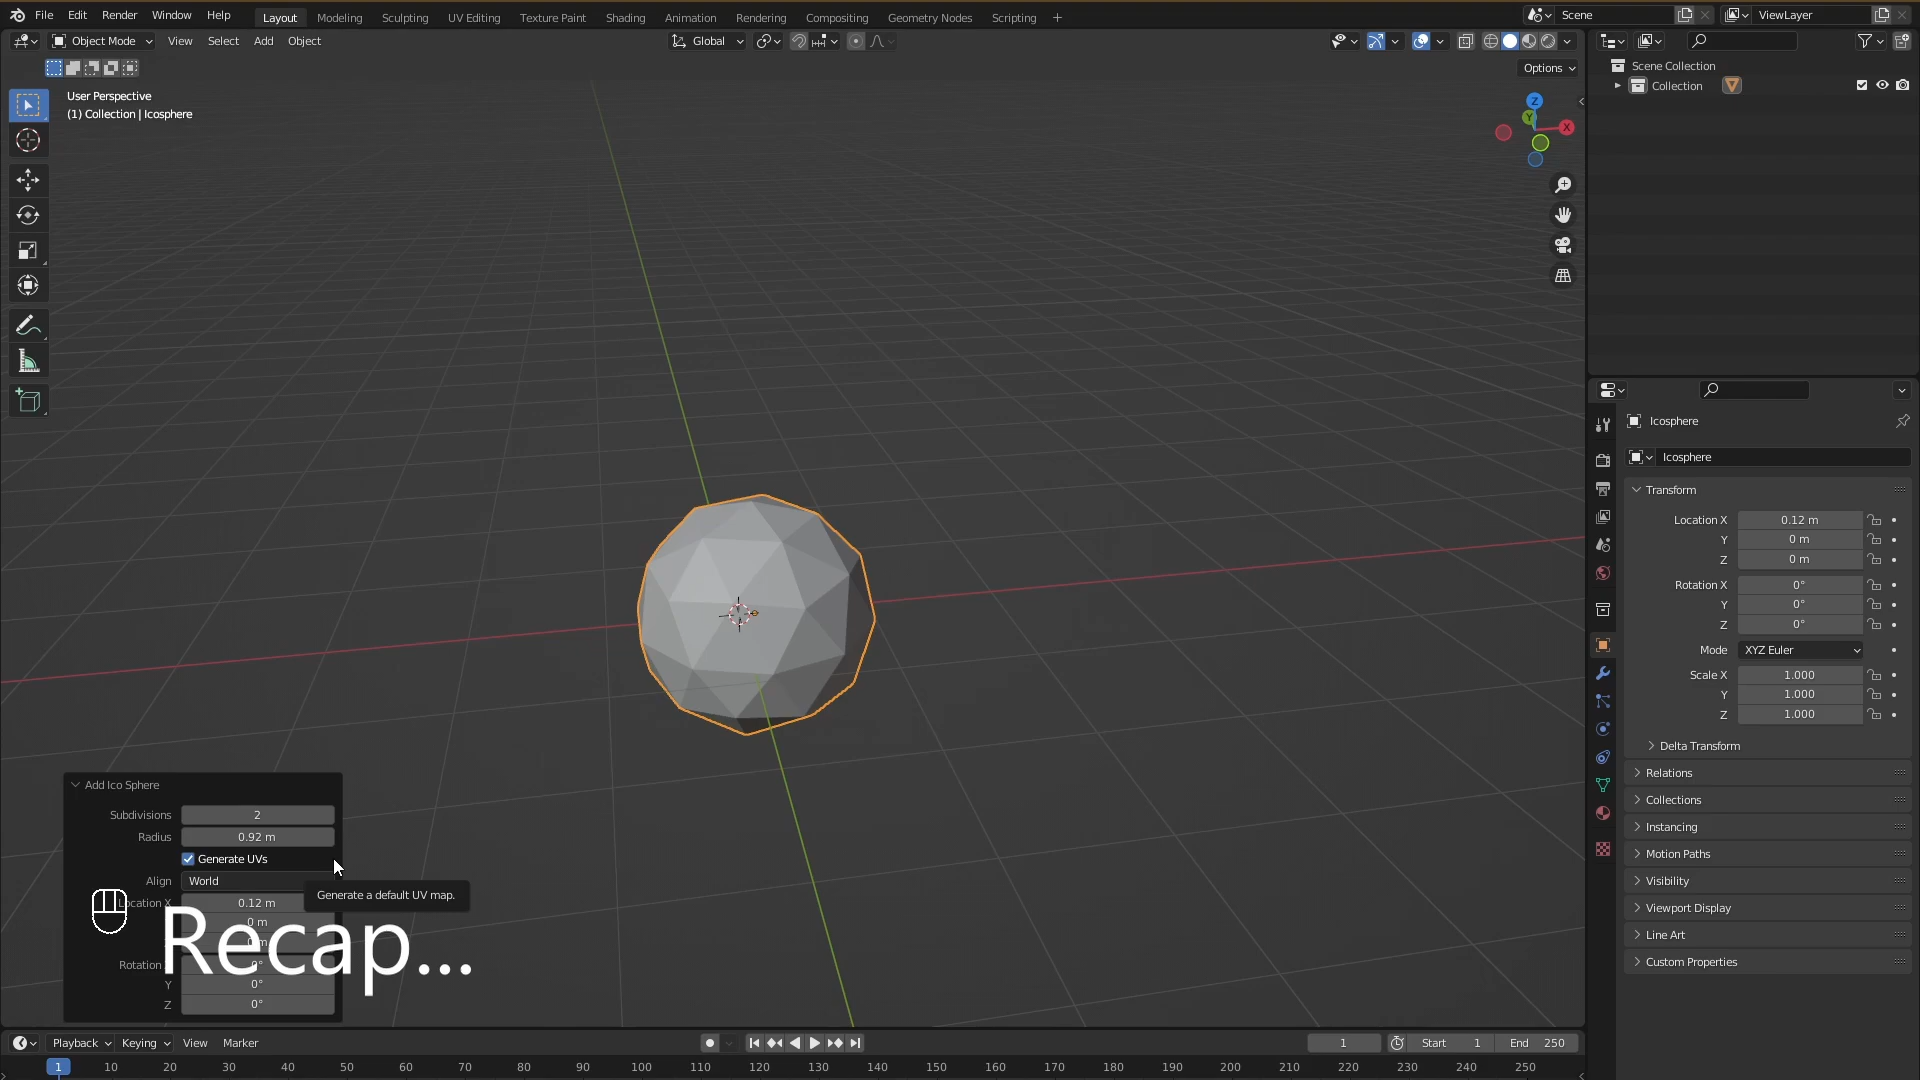 File Edit Render Window Help Layout Modeling Sculpting UV Editing Texture Paint Shading Animation Rendering Compositing Geometry Nodes Scripting + Scene ViewLayer
Object Mode View Select Add Object Global
Options
User Perspective
(1) Collection | Icosphere
Z
Y
X
Scene Collection
Collection
Icosphere
Icosphere
Transform
Location X 0.12 m
Y 0 m
Z 0 m
Rotation X 0°
Y 0°
Z 0°
Mode XYZ Euler
Scale X 1.000
Y 1.000
Z 1.000
Delta Transform
Relations
Collections
Instancing
Motion Paths
Visibility
Viewport Display
Line Art
Custom Properties
Add Ico Sphere
Subdivisions 2
Radius 0.92 m
Generate UVs
Align World
Generate a default UV map.
Location X 0.12 m
0 m
Recap...
Rotation 0°
Y 0°
Z 0°
Playback Keying View Marker 1 Start 1 End 250
1 10 20 30 40 50 60 70 80 90 100 110 120 130 140 150 160 170 180 190 200 210 220 230 240 250